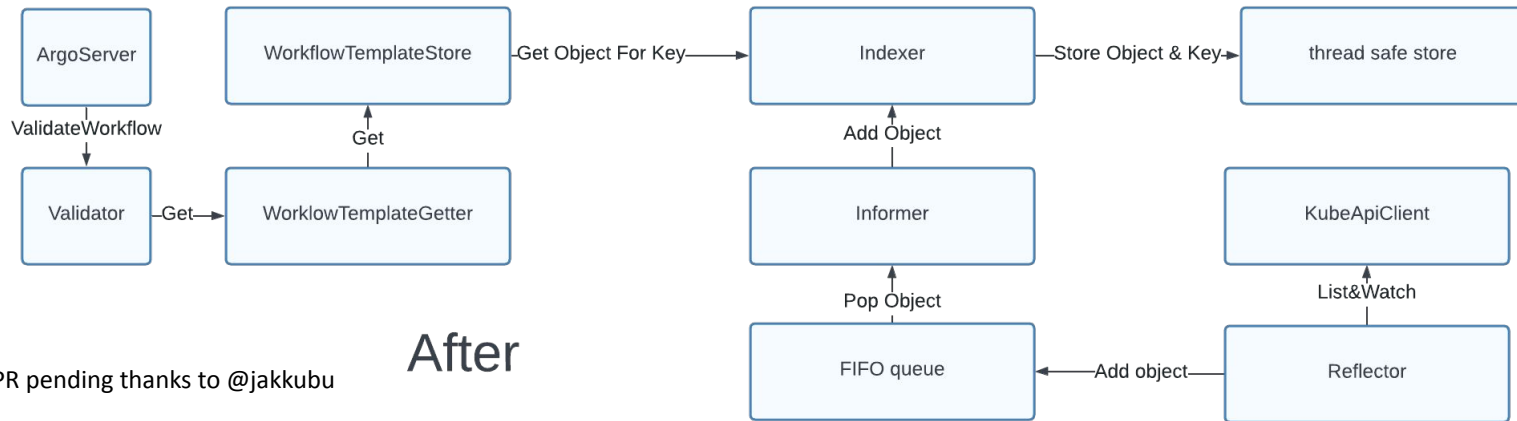 ArgoServer
WorkflowTemplateStore
Get Object For Key
Indexer
Store Object & Key
thread safe store
ValidateWorkflow
Get
Add Object
Validator
Get
WorklowTemplateGetter
Informer
KubeApiClient
Pop Object
List&Watch
After
PR pending thanks to @jakkubu
FIFO queue
Add object
Reflector